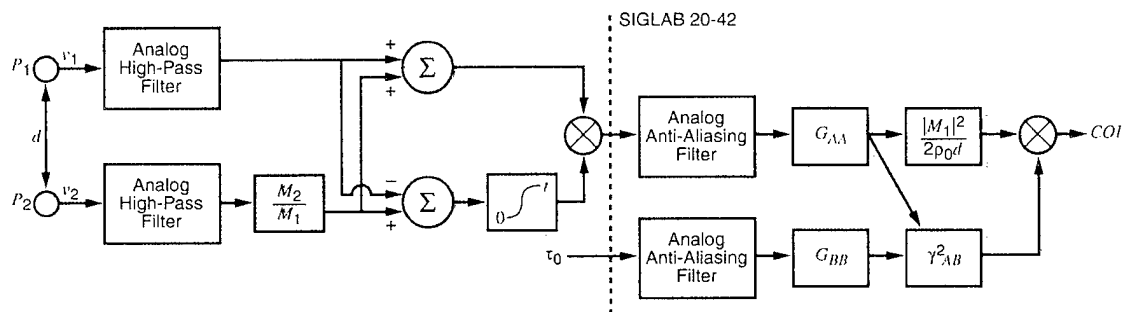 SIGLAB 20-42
P1
v1
Analog
High-Pass
Filter
+
+
Σ
d
P2
v2
Analog
High-Pass
Filter
M2
M1
−
+
Σ
0
t
τ0
Analog
Anti-Aliasing
Filter
GAA
|M1|²
2ρ0d
COI
Analog
Anti-Aliasing
Filter
GBB
γ²AB